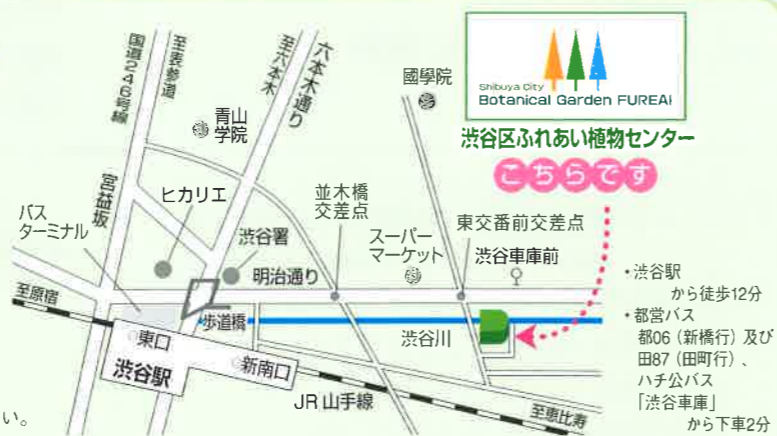 至表参道
国道246号線
六本木通り
至六本木
青山
学院
國學院
Shibuya City
Botanical Garden FUREAI
渋谷区ふれあい植物センター
こちらです
宮益坂
ヒカリエ
バス
ターミナル
渋谷署
並木橋
交差点
スーパー
マーケット
東交番前交差点
渋谷車庫前
明治通り
至原宿
歩道橋
渋谷川
東口
渋谷駅
新南口
JR山手線
至恵比寿
・渋谷駅
から徒歩12分
・都営バス
都06（新橋行）及び
田87（田町行）、
ハチ公バス
「渋谷車庫」
から下車2分
い。